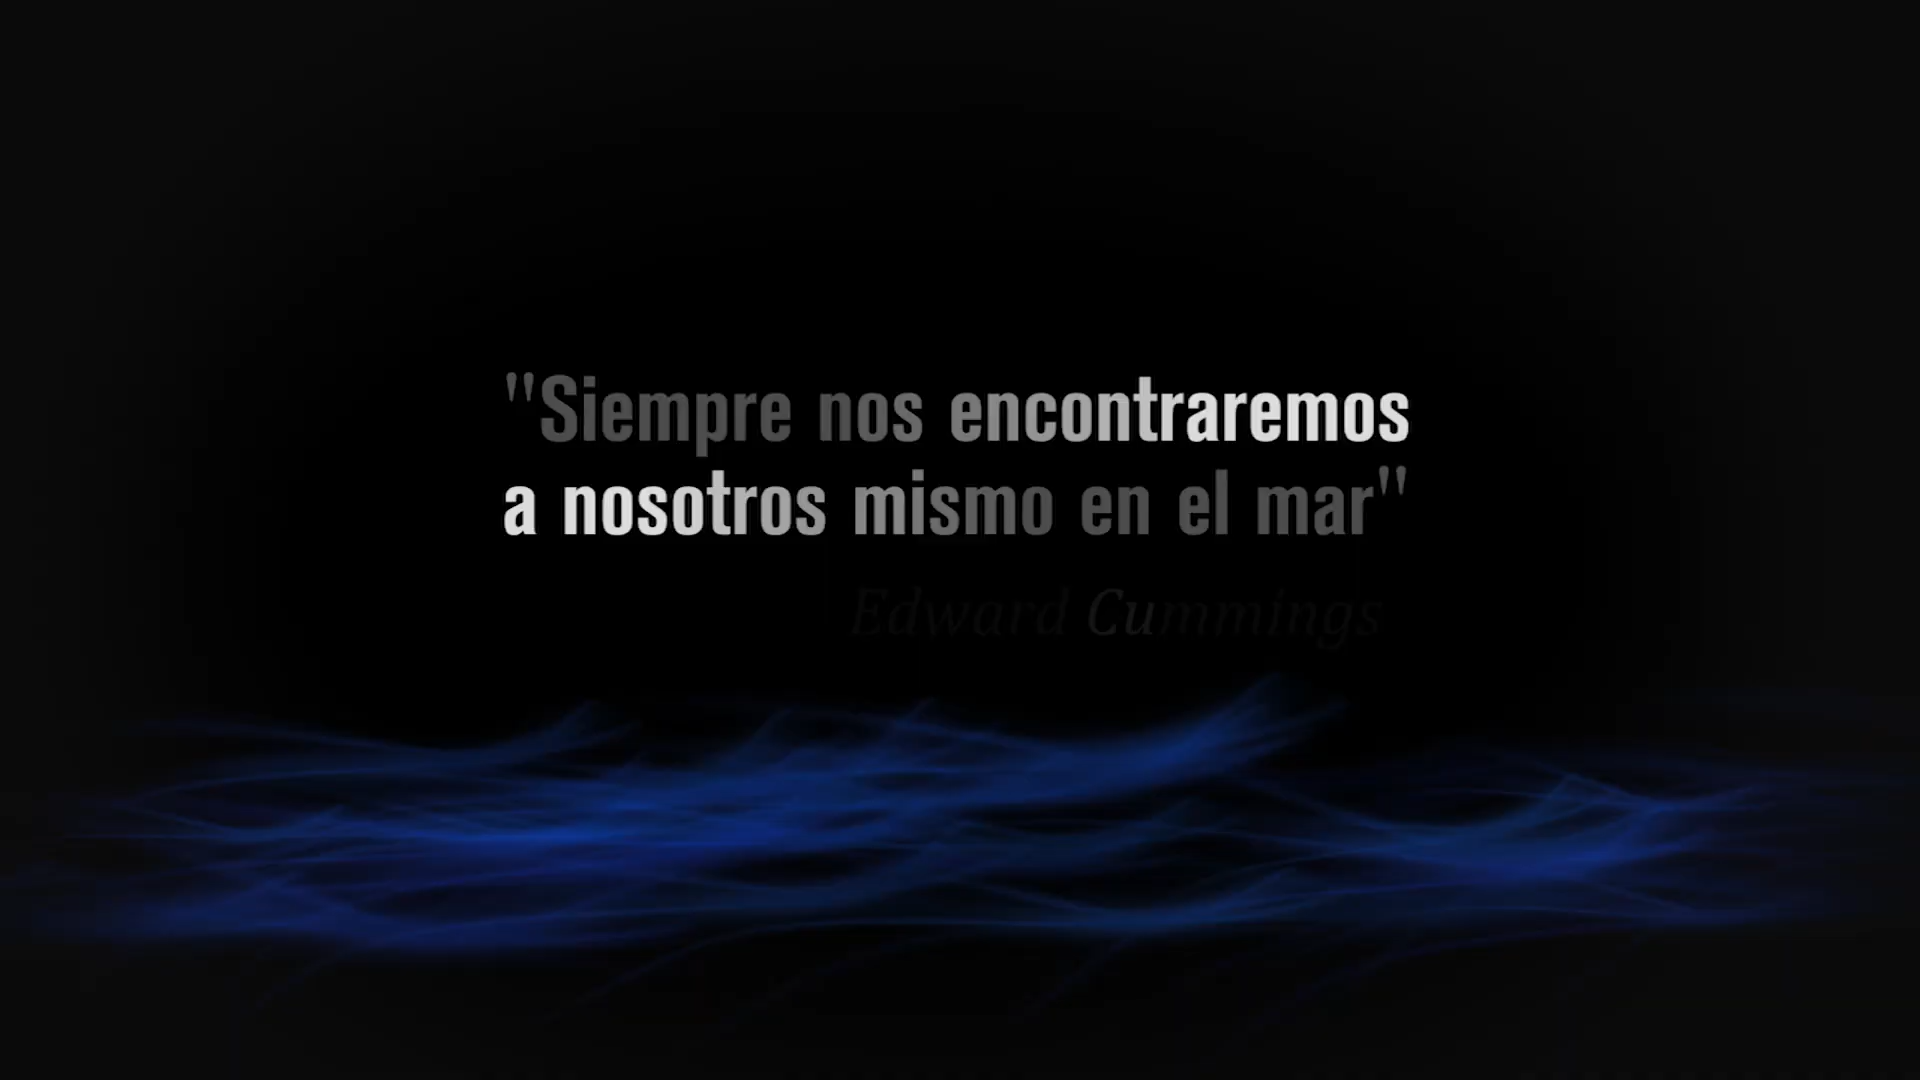 "Siempre nos encontraremos
a nosotros mismo en el mar"
Edward Cummings